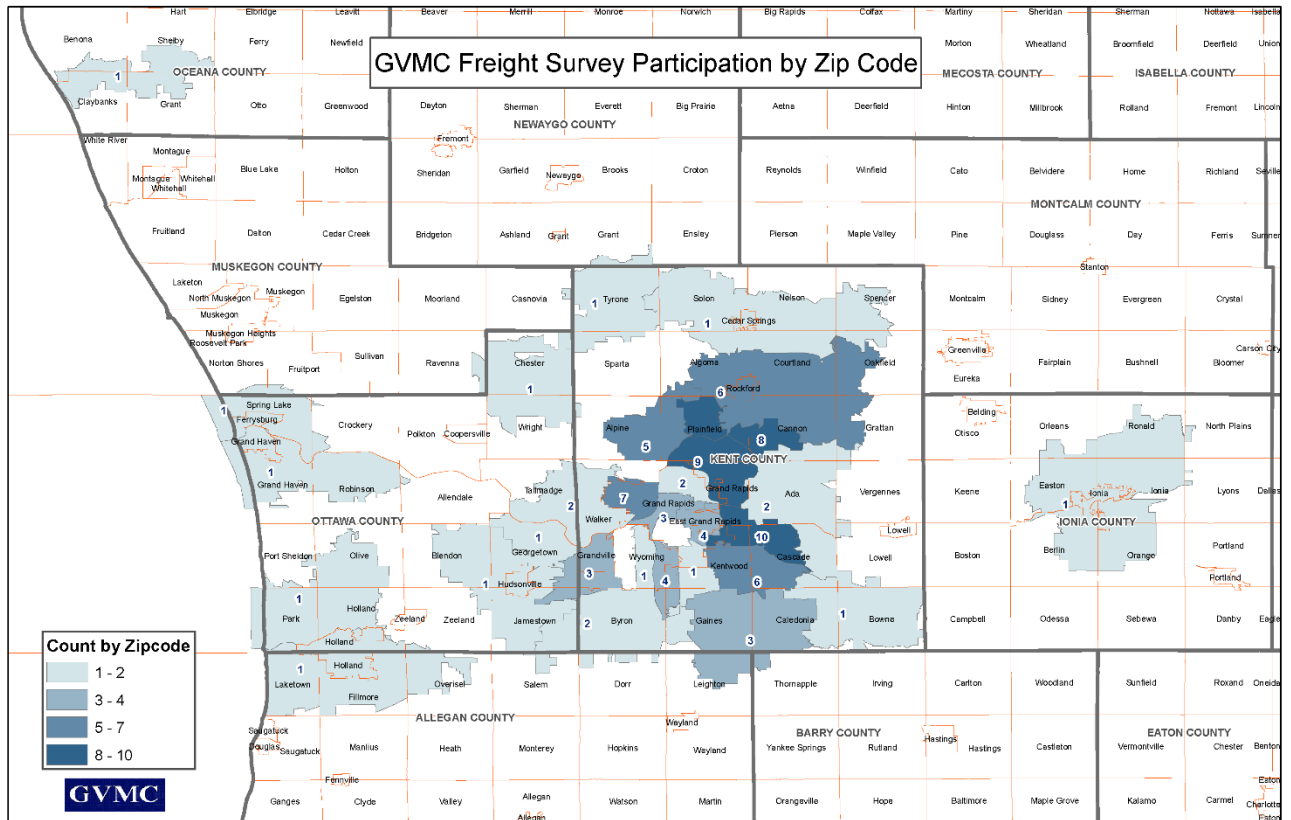 Hart Elbridge Leavitt Beaver Merrill Monroe Norwich Big Rapids Colfax Martiny Sheridan Sherman Nottawa Isabella
Benona Shelby Ferry Newfield Morton Wheatland Broomfield Deerfield Union
GVMC Freight Survey Participation by Zip Code
1 OCEANA COUNTY MECOSTA COUNTY ISABELLA COUNTY
Claybanks Grant Otto Greenwood Dayton Sherman Everett Big Prairie Aetna Deerfield Hinton Millbrook Rolland Fremont Lincoln
NEWAYGO COUNTY
White River Fremont
Montague
Montague Whitehall Blue Lake Holton Sheridan Garfield Newaygo Brooks Croton Reynolds Winfield Cato Belvidere Home Richland Seville
Whitehall
MONTCALM COUNTY
Fruitland Dalton Cedar Creek Bridgeton Ashland Grant Grant Ensley Pierson Maple Valley Pine Douglass Day Ferris Sumner
MUSKEGON COUNTY Stanton
Laketon
North Muskegon Muskegon Egelston Moorland Casnovia 1 Tyrone Solon Nelson Spencer Montcalm Sidney Evergreen Crystal
Muskegon 1 Cedar Springs
Muskegon Heights
Roosevelt Park Greenville Carson City
Norton Shores Fruitport Sullivan Ravenna Chester Sparta Algoma Courtland Oakfield Fairplain Bushnell Bloomer
Eureka
1 Rockford
6
1 Spring Lake Belding
Ferrysburg Crockery Polkton Coopersville Wright Alpine Plainfield Cannon Grattan Otisco Orleans Ronald North Plains
Grand Haven 5 8
9 KENT COUNTY
1
Grand Haven Robinson Allendale Tallmadge 7 2 Grand Rapids Ada Vergennes Keene Easton Ionia Ionia Lyons Dallas
2 Walker Grand Rapids 2 1
OTTAWA COUNTY 3 East Grand Rapids IONIA COUNTY
1 4 10 Lowell
Port Sheldon Olive Blendon Georgetown Grandville Wyoming Kentwood Cascade Lowell Boston Berlin Orange Portland
Hudsonville 3 1 4 1 6 Portland
1 1
Park Holland Zeeland Zeeland Jamestown 2 Byron Gaines Caledonia 1 Bowne Campbell Odessa Sebewa Danby Eagle
Holland 3
Count by Zipcode
1 - 2
3 - 4
5 - 7
8 - 10
1 Holland
Laketown Fillmore Overisel Salem Dorr Leighton Thornapple Irving Carlton Woodland Sunfield Roxand Oneida
ALLEGAN COUNTY Wayland BARRY COUNTY EATON COUNTY
Saugatuck
Douglas Saugatuck Manlius Heath Monterey Hopkins Wayland Yankee Springs Rutland Hastings Hastings Castleton Vermontville Chester Benton
Fennville Eaton
GVMC
Ganges Clyde Valley Allegan Watson Martin Orangeville Hope Baltimore Maple Grove Kalamo Carmel Charlotte
Allegan Eaton